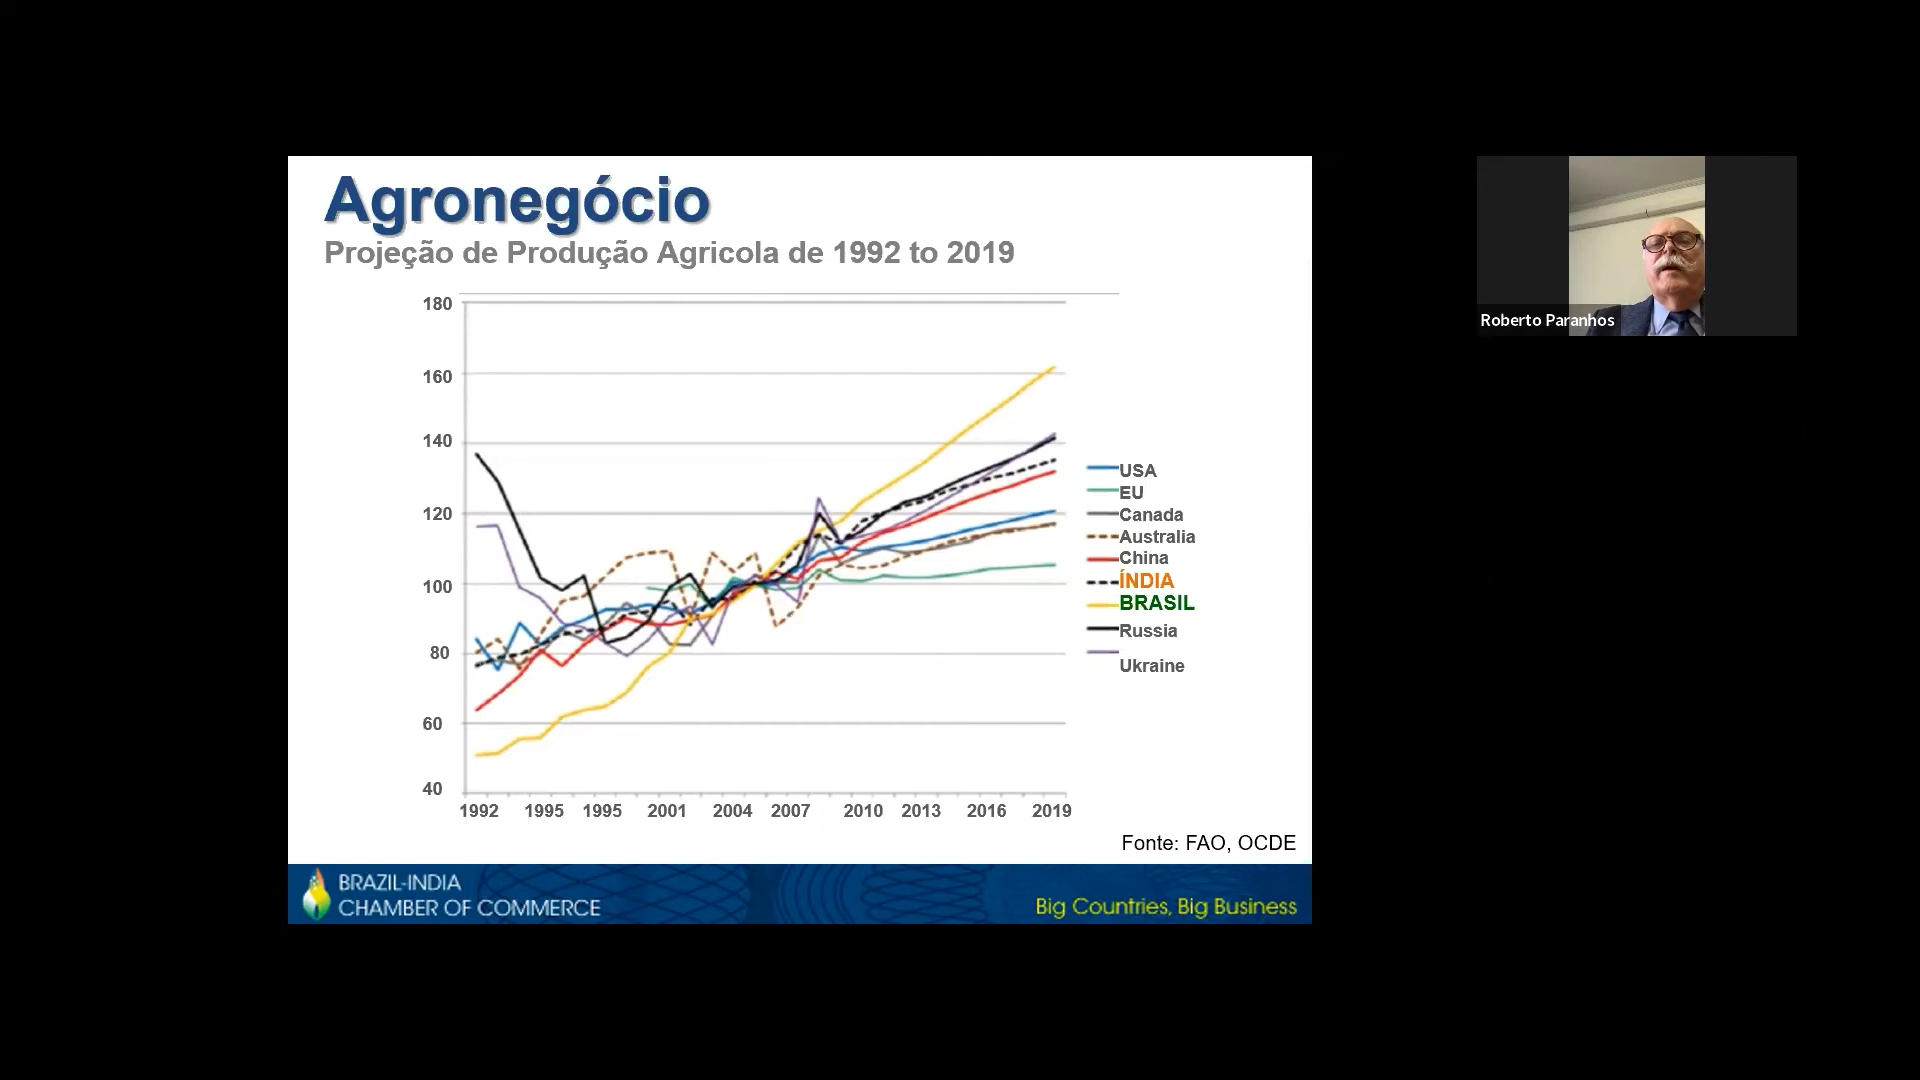 Agronegócio
Projeção de Produção Agricola de 1992 to 2019
180
160
140
120
100
80
60
40
1992 1995 1995 2001 2004 2007 2010 2013 2016 2019
USA
EU
Canada
Australia
China
ÍNDIA
BRASIL
Russia
Ukraine
Fonte: FAO, OCDE
BRAZIL-INDIA
CHAMBER OF COMMERCE
Big Countries, Big Business
Roberto Paranhos